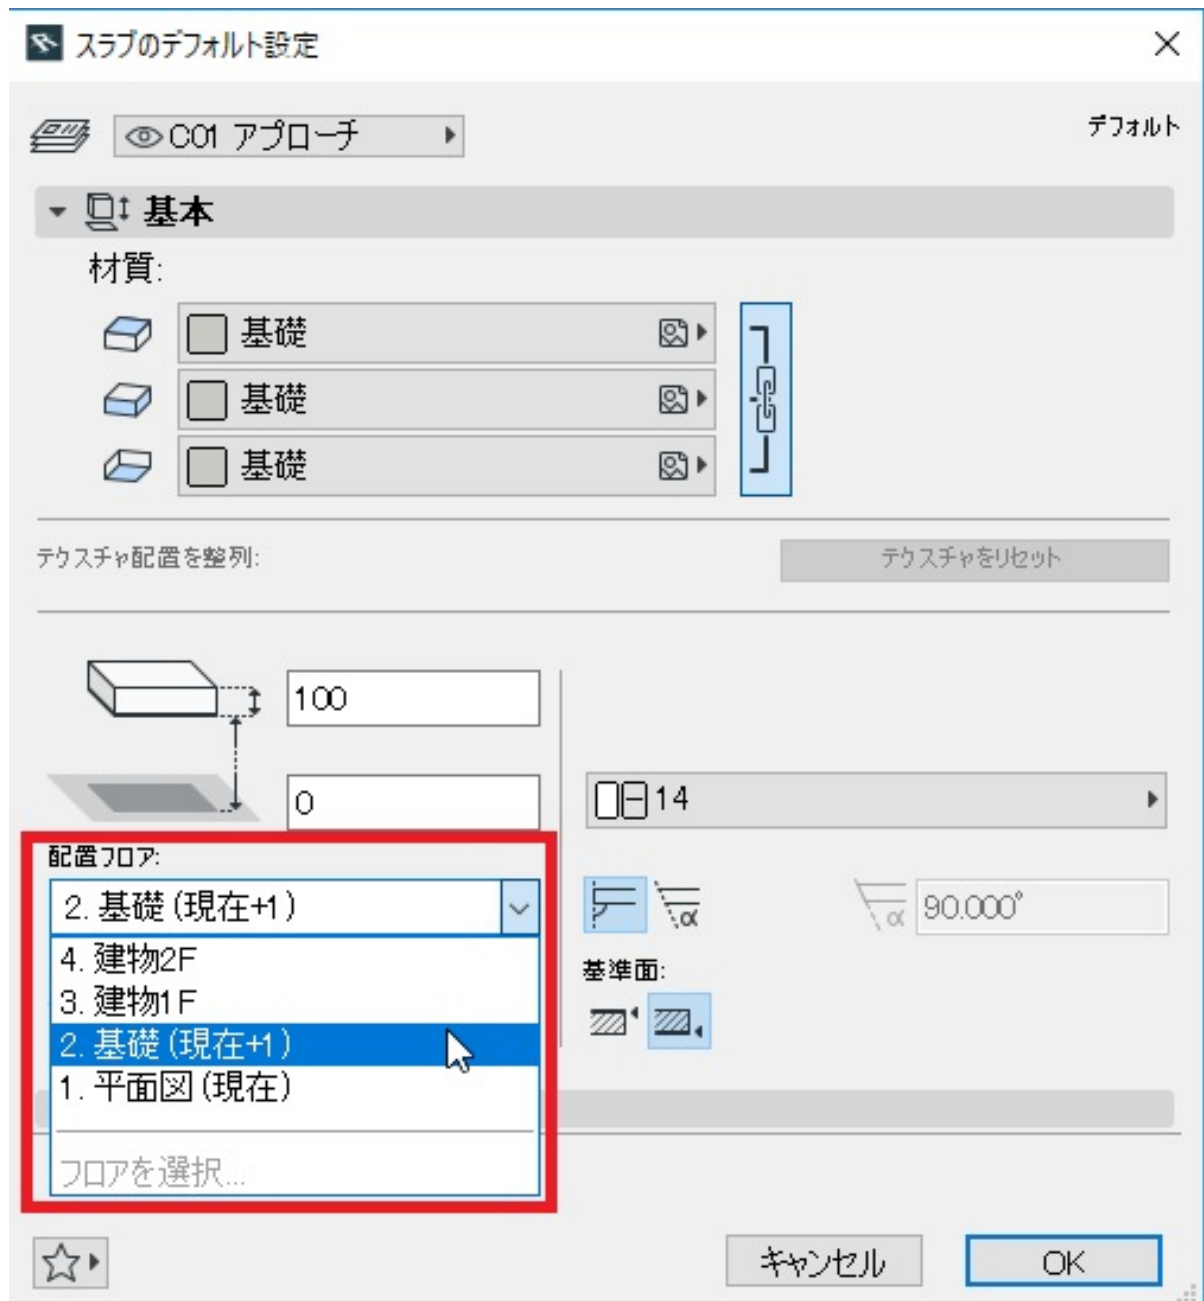 スラブのデフォルト設定
C01 アプローチ
デフォルト
基本
材質:
基礎
基礎
基礎
テクスチャ配置を整列:
テクスチャをリセット
100
0
14
配置フロア:
2. 基礎 (現在+1)
4. 建物2F
3. 建物1F
2. 基礎 (現在+1)
1. 平面図 (現在)
フロアを選択...
α
α
90.000°
基準面:
キャンセル
OK